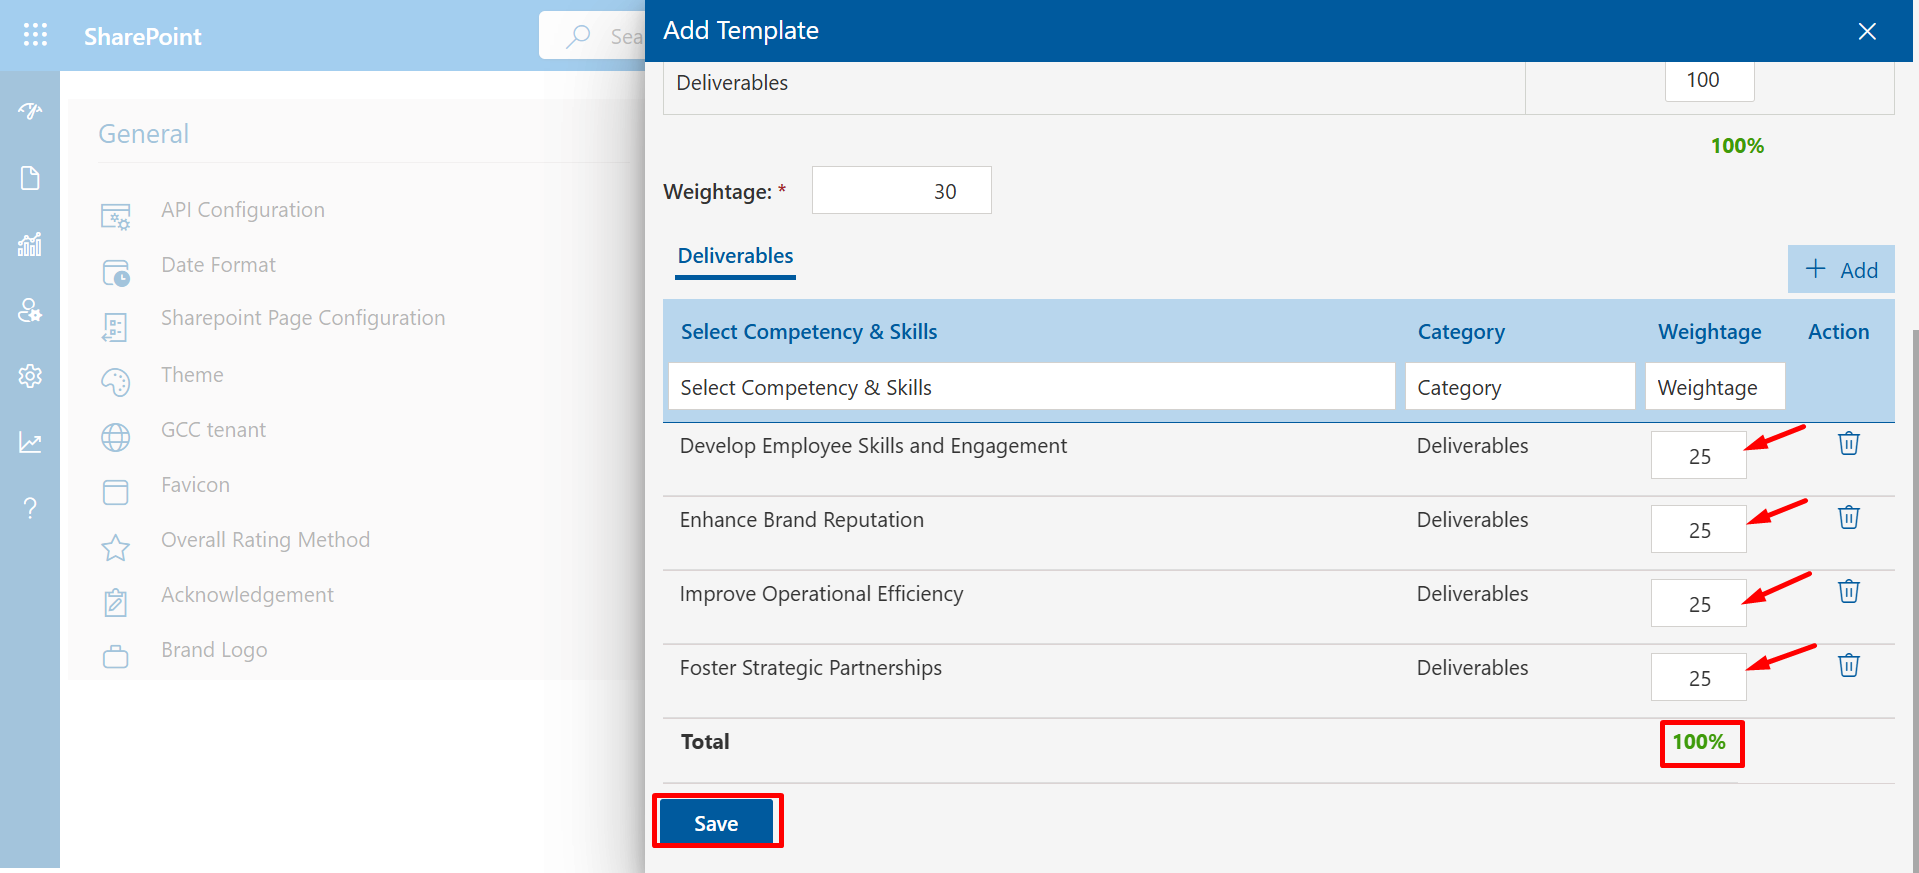 SharePoint
Sea
Add Template
General
API Configuration
Date Format
Sharepoint Page Configuration
Theme
GCC tenant
Favicon
Overall Rating Method
Acknowledgement
Brand Logo
Deliverables 100
100%
Weightage: * 30
Deliverables
Add
Select Competency & Skills Category Weightage Action
Select Competency & Skills Category Weightage
Develop Employee Skills and Engagement Deliverables 25
Enhance Brand Reputation Deliverables 25
Improve Operational Efficiency Deliverables 25
Foster Strategic Partnerships Deliverables 25
Total 100%
Save